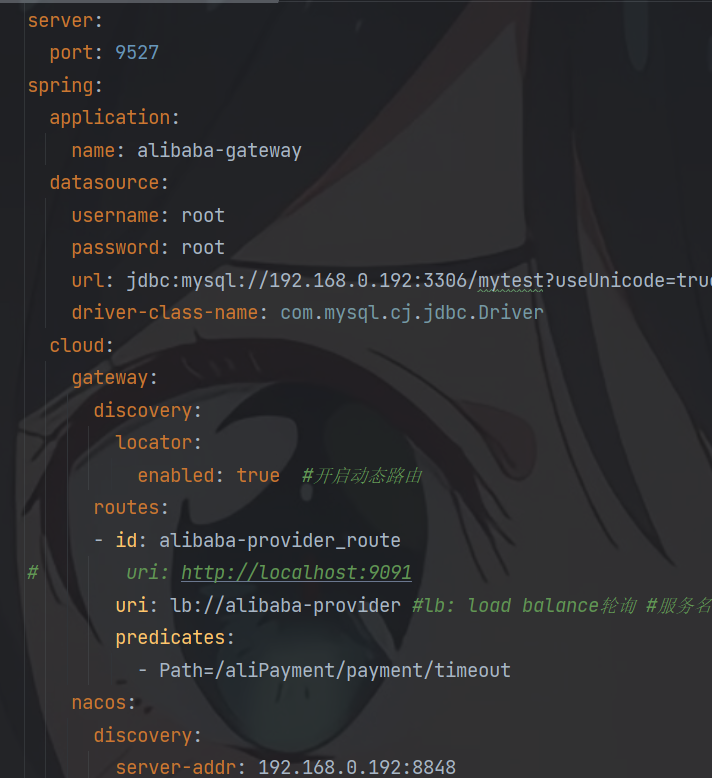 server:
  port: 9527
spring:
  application:
    name: alibaba-gateway
  datasource:
    username: root
    password: root
    url: jdbc:mysql://192.168.0.192:3306/mytest?useUnicode=true
    driver-class-name: com.mysql.cj.jdbc.Driver
  cloud:
    gateway:
      discovery:
        locator:
          enabled: true  #开启动态路由
      routes:
      - id: alibaba-provider_route
#        uri: http://localhost:9091
        uri: lb://alibaba-provider #lb: load balance轮询 #服务名
        predicates:
          - Path=/aliPayment/payment/timeout
    nacos:
      discovery:
        server-addr: 192.168.0.192:8848